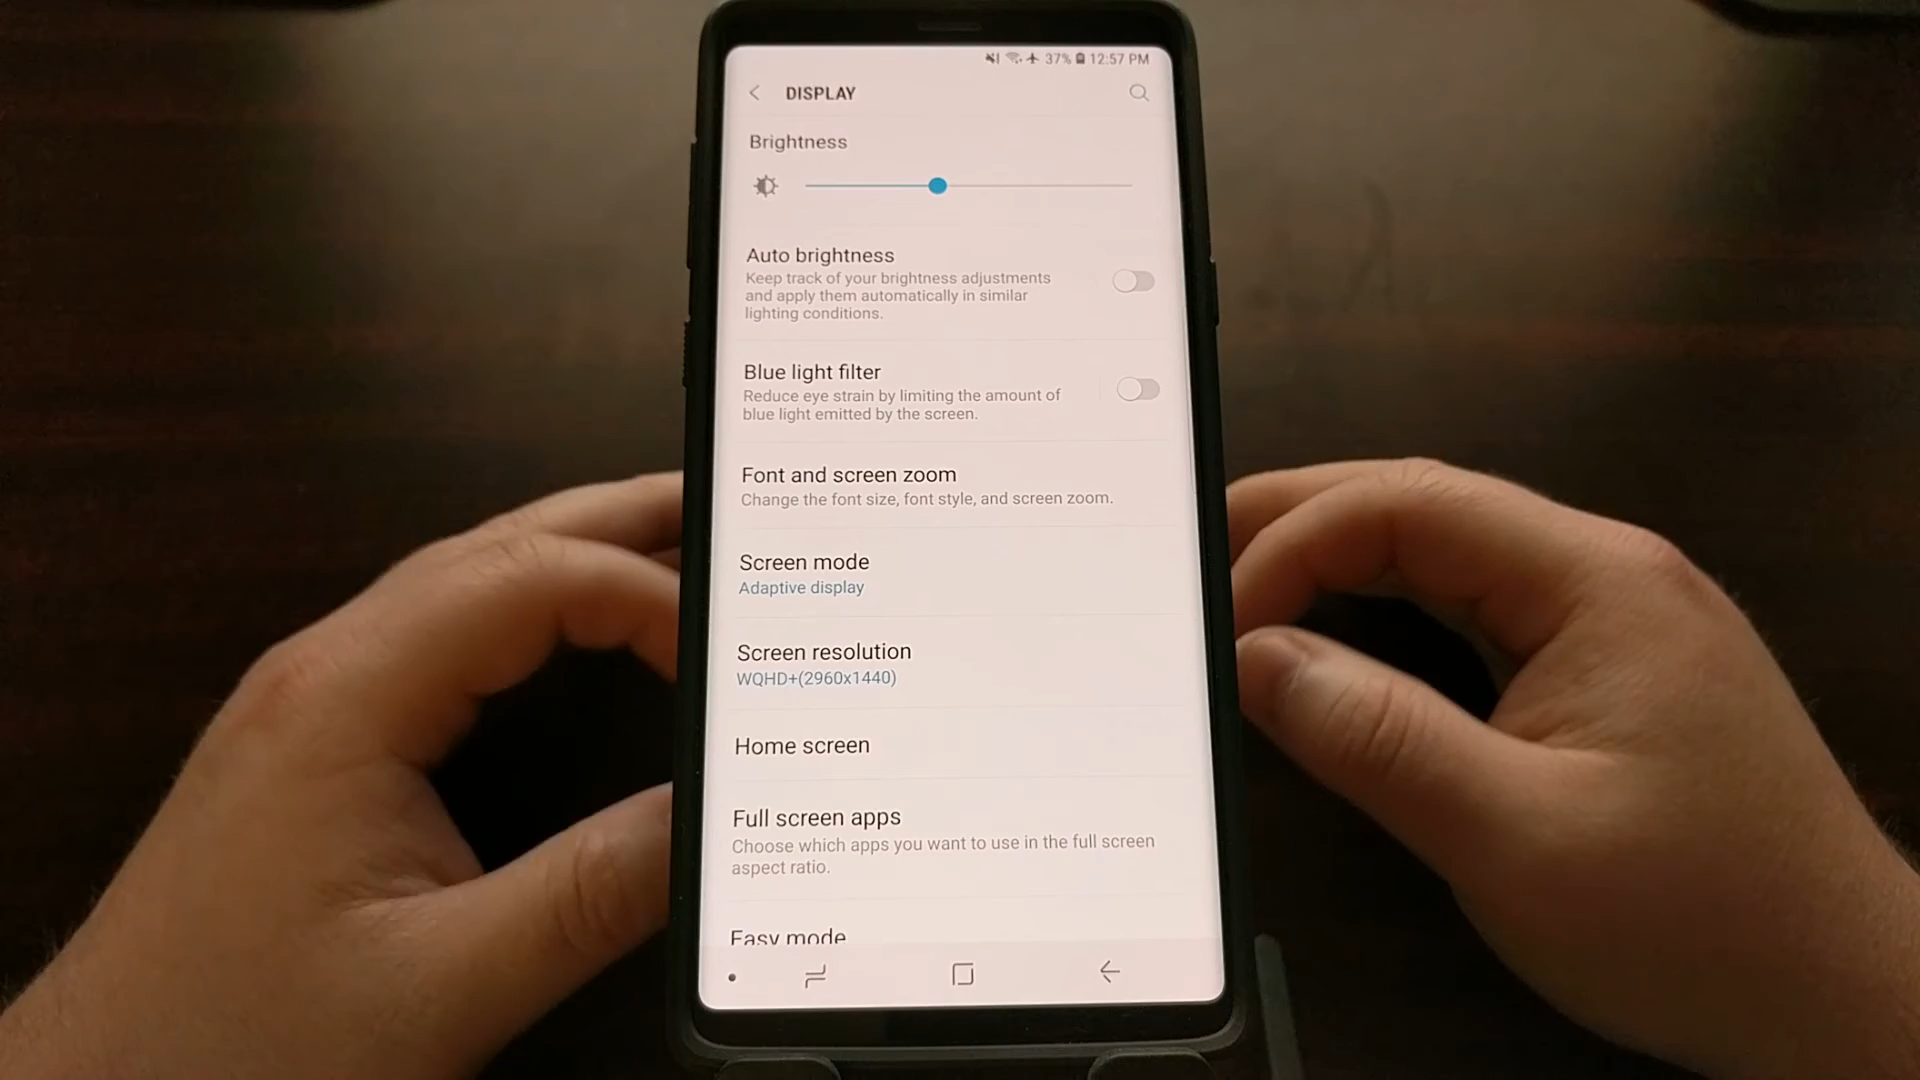 37% 12:57 PM
DISPLAY
Brightness
Auto brightness
Keep track of your brightness adjustments
and apply them automatically in similar
lighting conditions.
Blue light filter
Reduce eye strain by limiting the amount of
blue light emitted by the screen.
Font and screen zoom
Change the font size, font style, and screen zoom.
Screen mode
Adaptive display
Screen resolution
WQHD+(2960x1440)
Home screen
Full screen apps
Choose which apps you want to use in the full screen
aspect ratio.
Easy mode